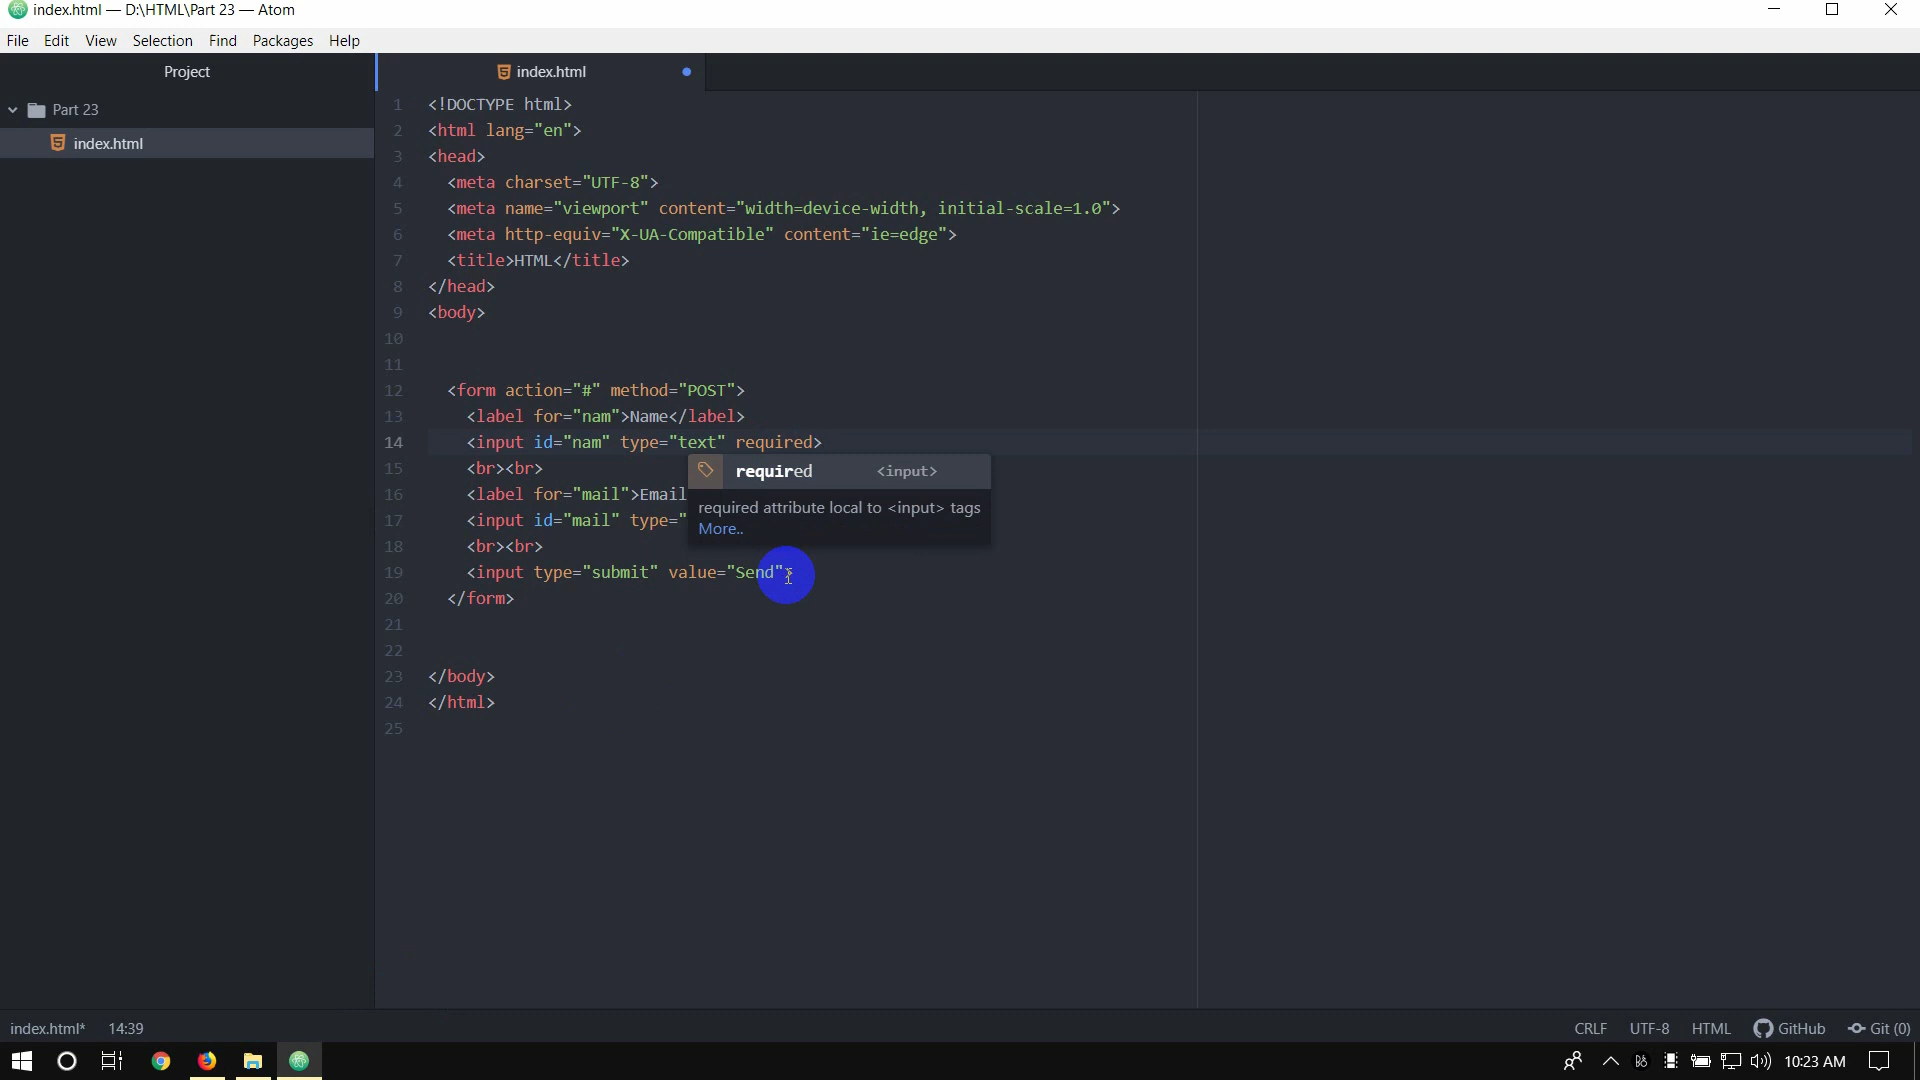 index.html — D:\HTML\Part 23 — Atom
File Edit View Selection Find Packages Help
Project
index.html
Part 23
index.html
1 <!DOCTYPE html>
2 <html lang="en">
3 <head>
4 <meta charset="UTF-8">
5 <meta name="viewport" content="width=device-width, initial-scale=1.0">
6 <meta http-equiv="X-UA-Compatible" content="ie=edge">
7 <title>HTML</title>
8 </head>
9 <body>
10
11
12 <form action="#" method="POST">
13 <label for="nam">Name</label>
14 <input id="nam" type="text" required>
15 <br><br>
required <input>
16 <label for="mail">Email
required attribute local to <input> tags
17 <input id="mail" type="
More..
18 <br><br>
19 <input type="submit" value="Send">
20 </form>
21
22
23 </body>
24 </html>
25
index.html* 14:39 CRLF UTF-8 HTML GitHub Git (0)
10:23 AM